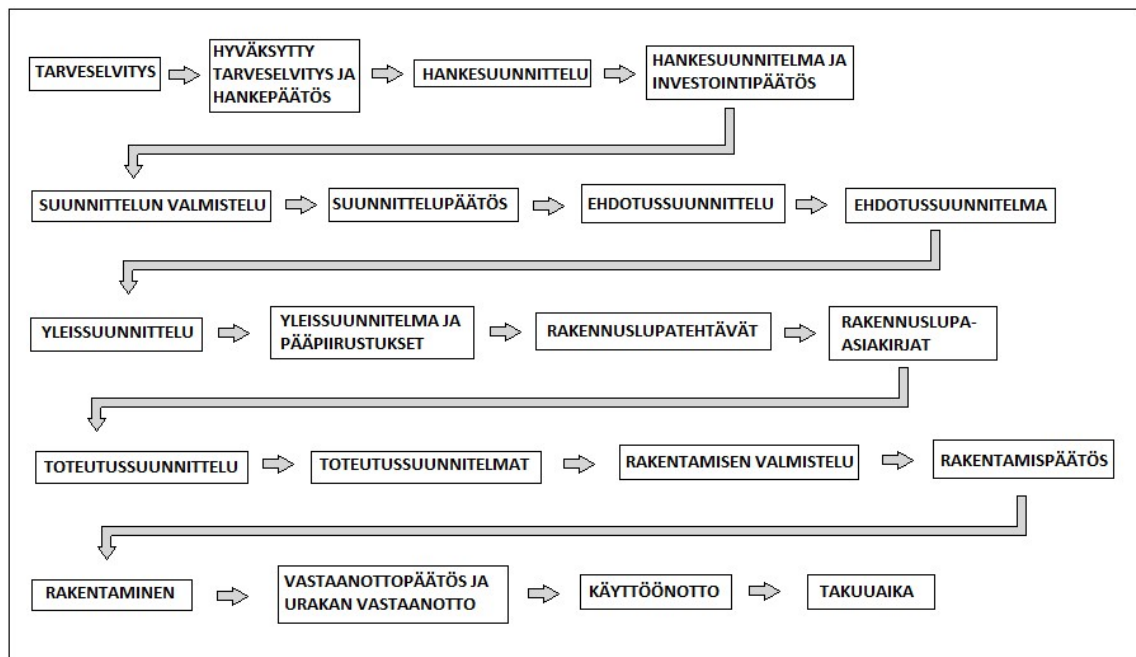 TARVESELVITYS
HYVÄKSYTTY
TARVESELVITYS JA
HANKEPÄÄTÖS
HANKESUUNNITTELU
HANKESUUNNITELMA JA
INVESTOINTIPÄÄTÖS
SUUNNITTELUN VALMISTELU
SUUNNITTELUPÄÄTÖS
EHDOTUSSUUNNITTELU
EHDOTUSSUUNNITELMA
YLEISSUUNNITTELU
YLEISSUUNNITELMA JA
PÄÄPIIRUSTUKSET
RAKENNUSLUPATEHTÄVÄT
RAKENNUSLUPA-
ASIAKIRJAT
TOTEUTUSSUUNNITTELU
TOTEUTUSSUUNNITELMAT
RAKENTAMISEN VALMISTELU
RAKENTAMISPÄÄTÖS
RAKENTAMINEN
VASTAANOTTOPÄÄTÖS JA
URAKAN VASTAANOTTO
KÄYTTÖÖNOTTO
TAKUUAIKA